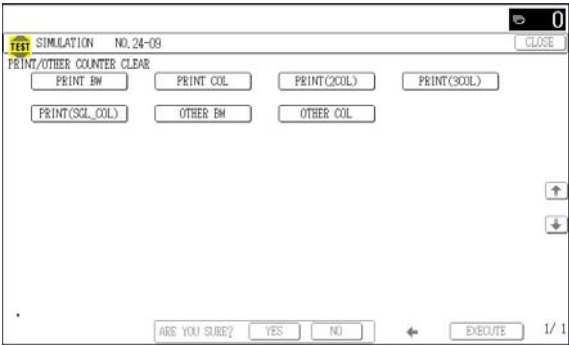 0
TEST SIMULATION NO.24-09 CLOSE
PRINT/OTHER COUNTER CLEAR
PRINT BW PRINT COL PRINT(2COL) PRINT(3COL)
PRINT(SGL_COL) OTHER BW OTHER COL
ARE YOU SURE? YES NO EXECUTE 1/ 1